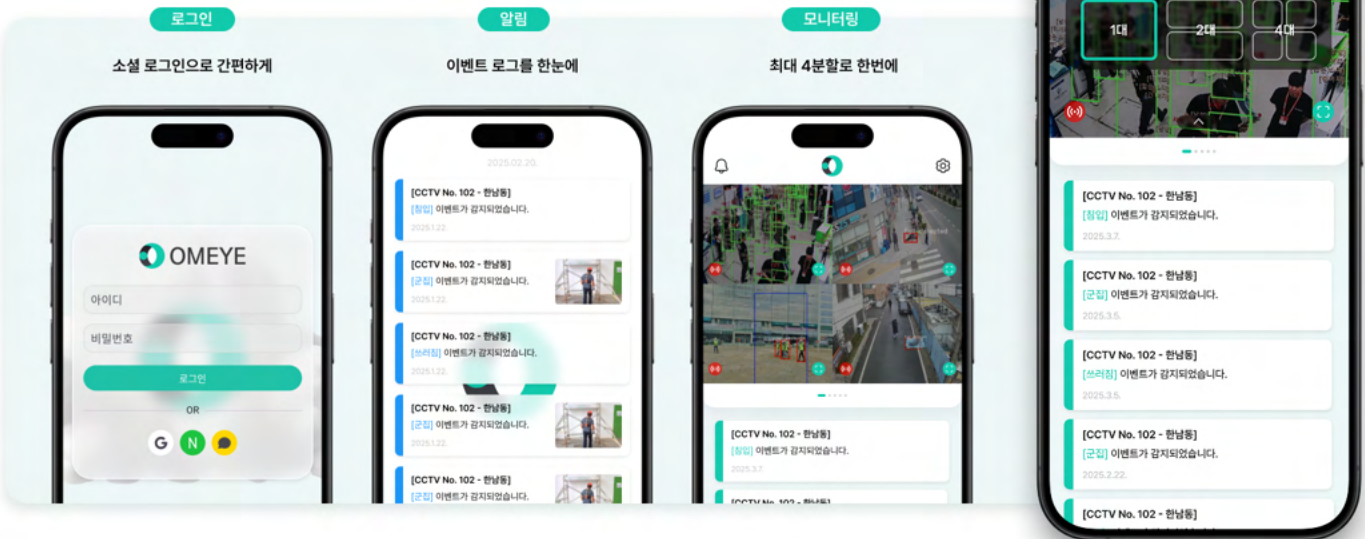 로그인
소셜 로그인으로 간편하게
OMEYE
아이디
비밀번호
로그인
OR
G
N
알림
이벤트 로그를 한눈에
2025.02.20.
[CCTV No. 102 - 한남동]
[침입] 이벤트가 감지되었습니다.
2025.1.22.
[CCTV No. 102 - 한남동]
[군집] 이벤트가 감지되었습니다.
2025.1.22.
[CCTV No. 102 - 한남동]
[쓰러짐] 이벤트가 감지되었습니다.
2025.1.22.
[CCTV No. 102 - 한남동]
[군집] 이벤트가 감지되었습니다.
2025.1.22.
[CCTV No. 102 - 한남동]
[군집] 이벤트가 감지되었습니다.
모니터링
최대 4분할로 한번에
[CCTV No. 102 - 한남동]
[침입] 이벤트가 감지되었습니다.
2025.3.7.
[CCTV No. 102 - 한남동]
1대
2대
4대
[CCTV No. 102 - 한남동]
[침입] 이벤트가 감지되었습니다.
2025.3.7.
[CCTV No. 102 - 한남동]
[군집] 이벤트가 감지되었습니다.
2025.3.5.
[CCTV No. 102 - 한남동]
[쓰러짐] 이벤트가 감지되었습니다.
2025.3.5.
[CCTV No. 102 - 한남동]
[군집] 이벤트가 감지되었습니다.
2025.2.22.
[CCTV No. 102 - 한남동]